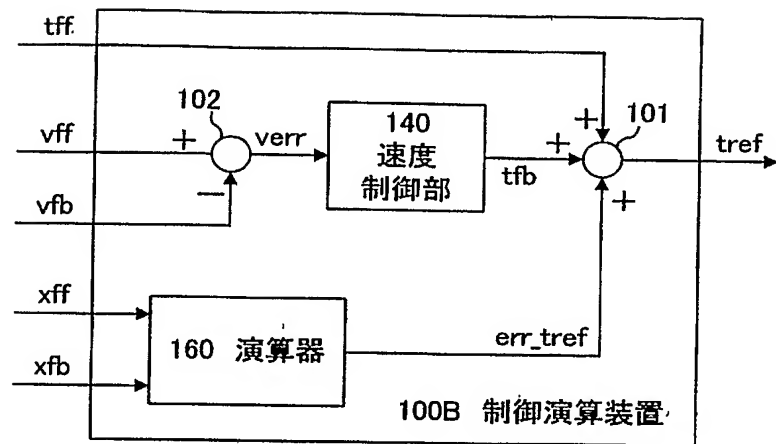 tff
102
vff
+
verr
140
速度
制御部
+
+
101
tref
tfb
+
vfb
−
xff
160 演算器
err_tref
xfb
100B 制御演算装置